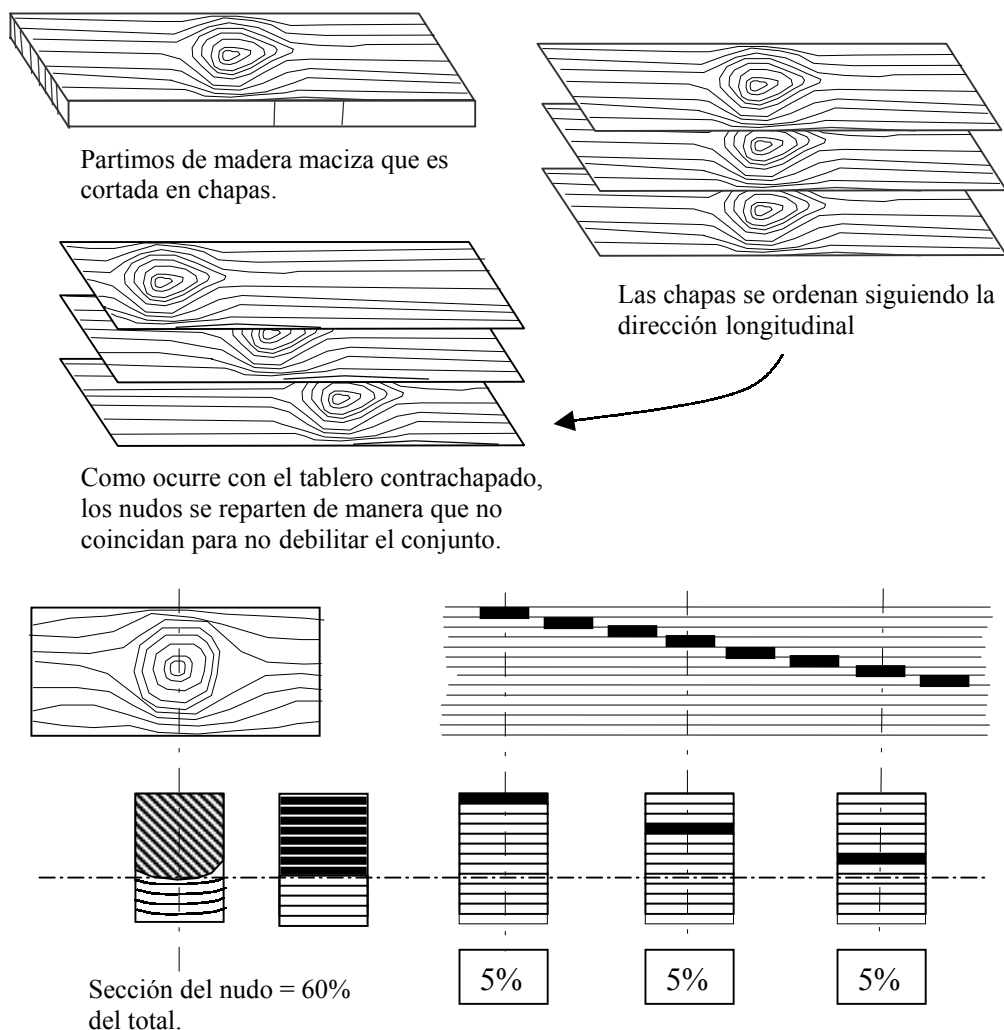 Partimos de madera maciza que es
cortada en chapas.
Las chapas se ordenan siguiendo la
dirección longitudinal
Como ocurre con el tablero contrachapado,
los nudos se reparten de manera que no
coincidan para no debilitar el conjunto.
5%
5%
5%
Sección del nudo = 60%
del total.